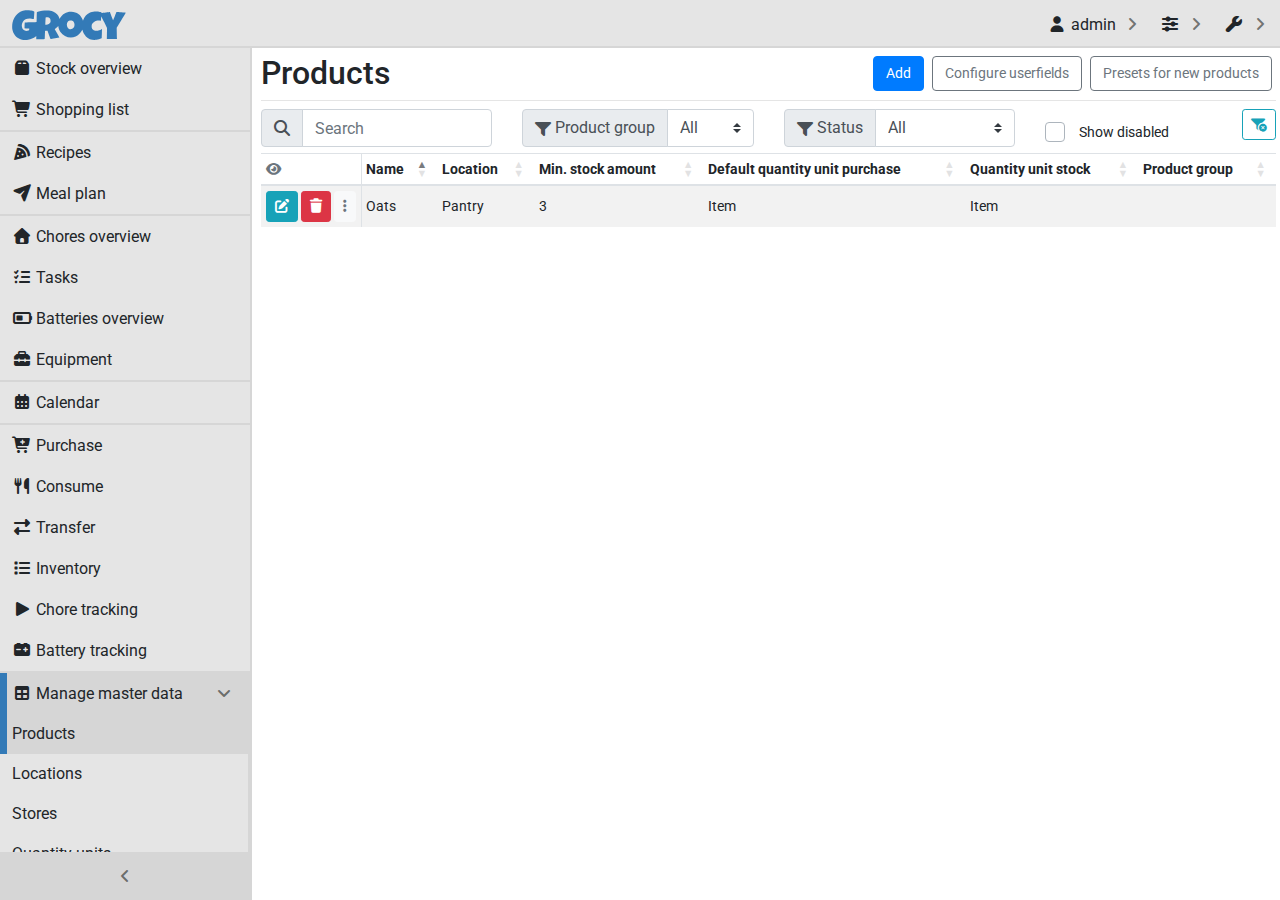 GROCY
admin
Stock overview
Shopping list
Recipes
Meal plan
Chores overview
Tasks
Batteries overview
Equipment
Calendar
Purchase
Consume
Transfer
Inventory
Chore tracking
Battery tracking
Manage master data
Products
Locations
Stores
Quantity units
Products
Add
Configure userfields
Presets for new products
Search
Product group All
Status All
Show disabled
Name Location Min. stock amount Default quantity unit purchase Quantity unit stock Product group
Oats Pantry 3 Item Item